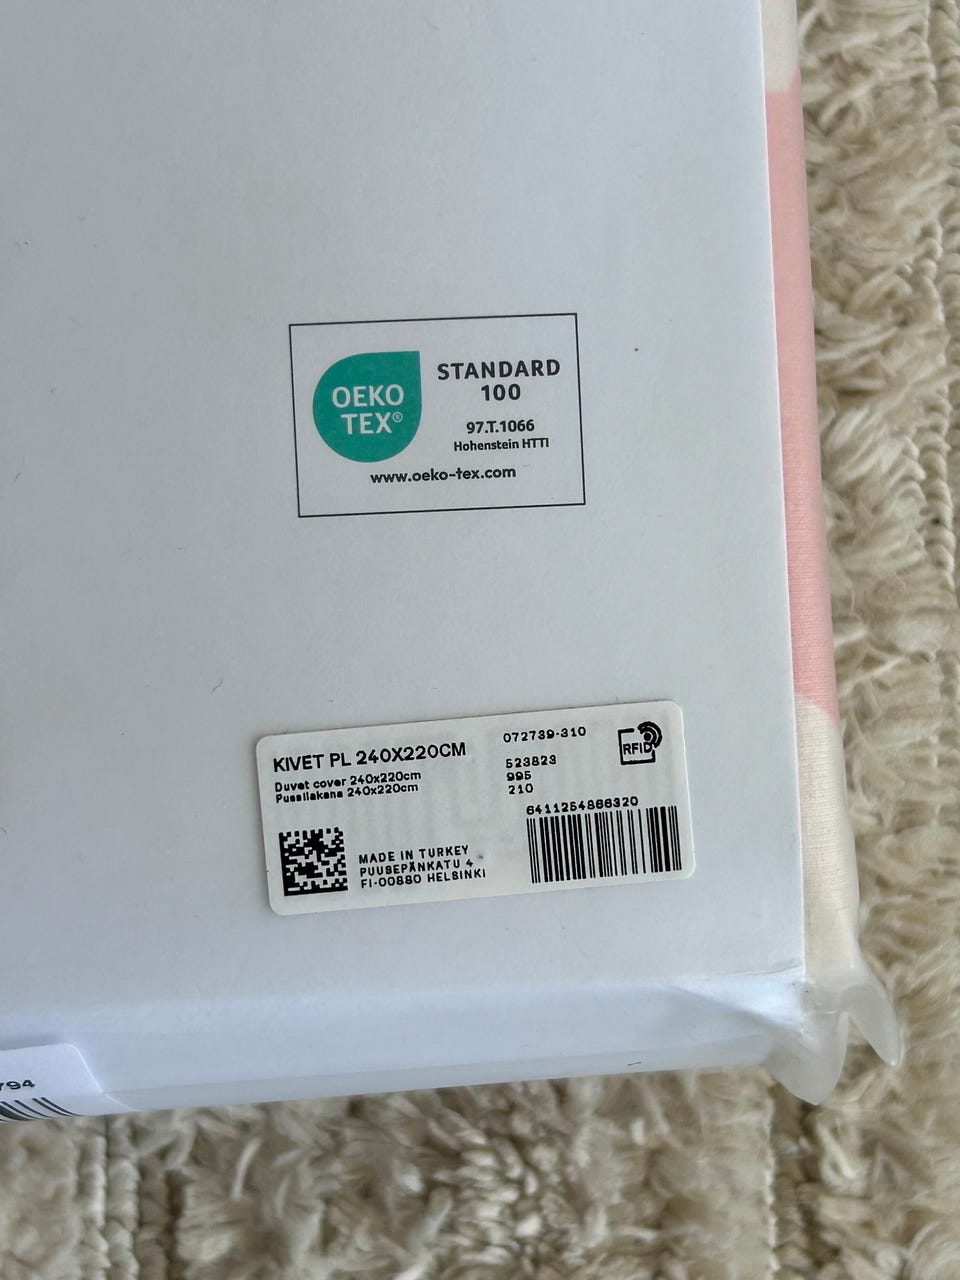 OEKO
TEX®
STANDARD
100
97.T.1066
Hohenstein HTTI
www.oeko-tex.com
KIVET PL 240X220CM
Duvet cover 240x220cm
Pussilakana 240x220cm
072739-310
523823
995
210
RFID
6411254866320
MADE IN TURKEY
PUUSEPÄNKATU 4
FI-00880 HELSINKI
794